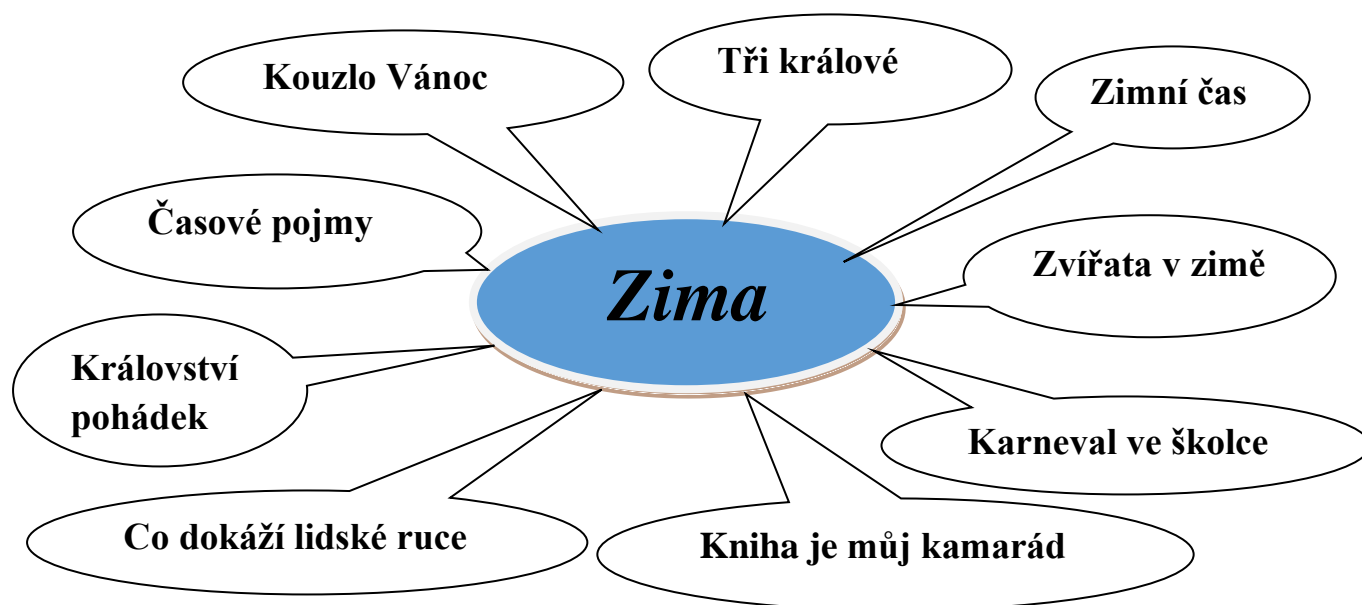 Kouzlo Vánoc
Tři králové
Zimní čas
Časové pojmy
Zvířata v zimě
Zima
Království
pohádek
Karneval ve školce
Co dokáží lidské ruce
Kniha je můj kamarád